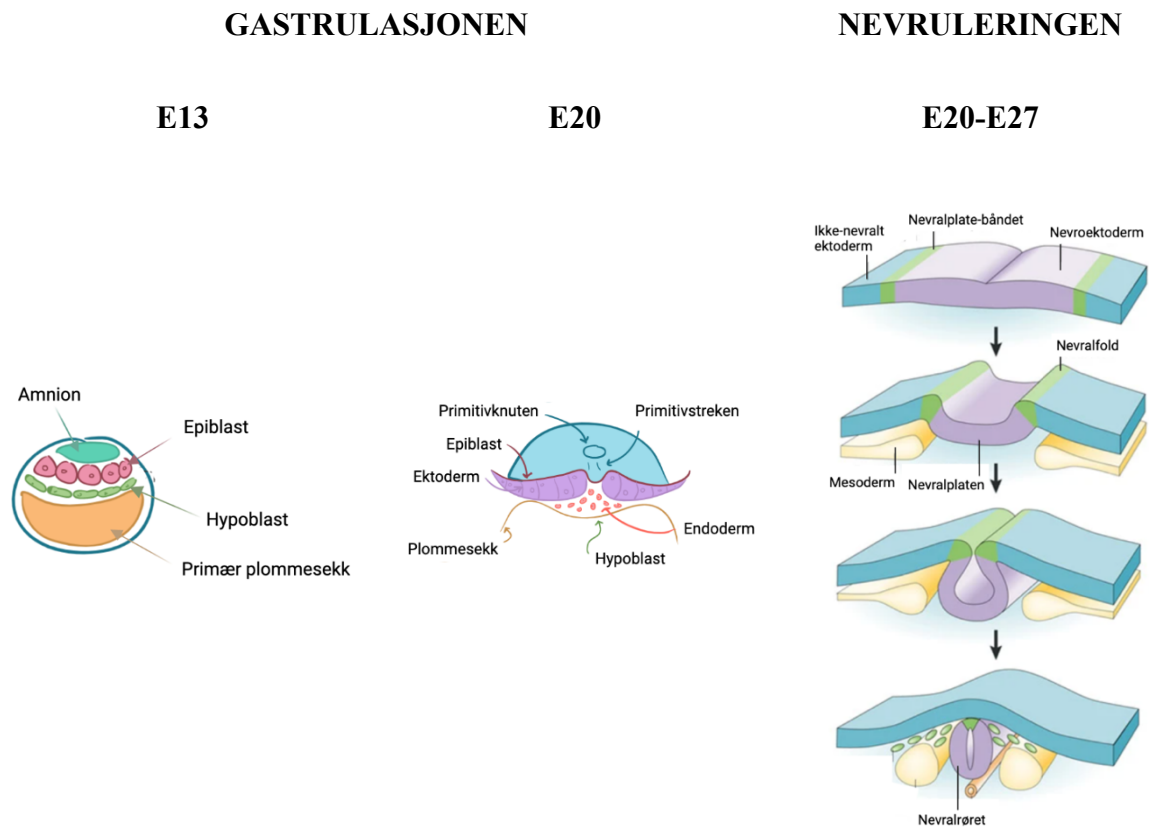 GASTRULASJONEN
NEVRULERINGEN
E13
E20
E20-E27
Amnion
Epiblast
Hypoblast
Primær plommesekk
Primitivknuten
Primitivstreken
Epiblast
Ektoderm
Plommesekk
Hypoblast
Endoderm
Ikke-nevralt
ektoderm
Nevralplate-båndet
Nevroektoderm
Nevralfold
Mesoderm
Nevralplaten
Nevralrøret